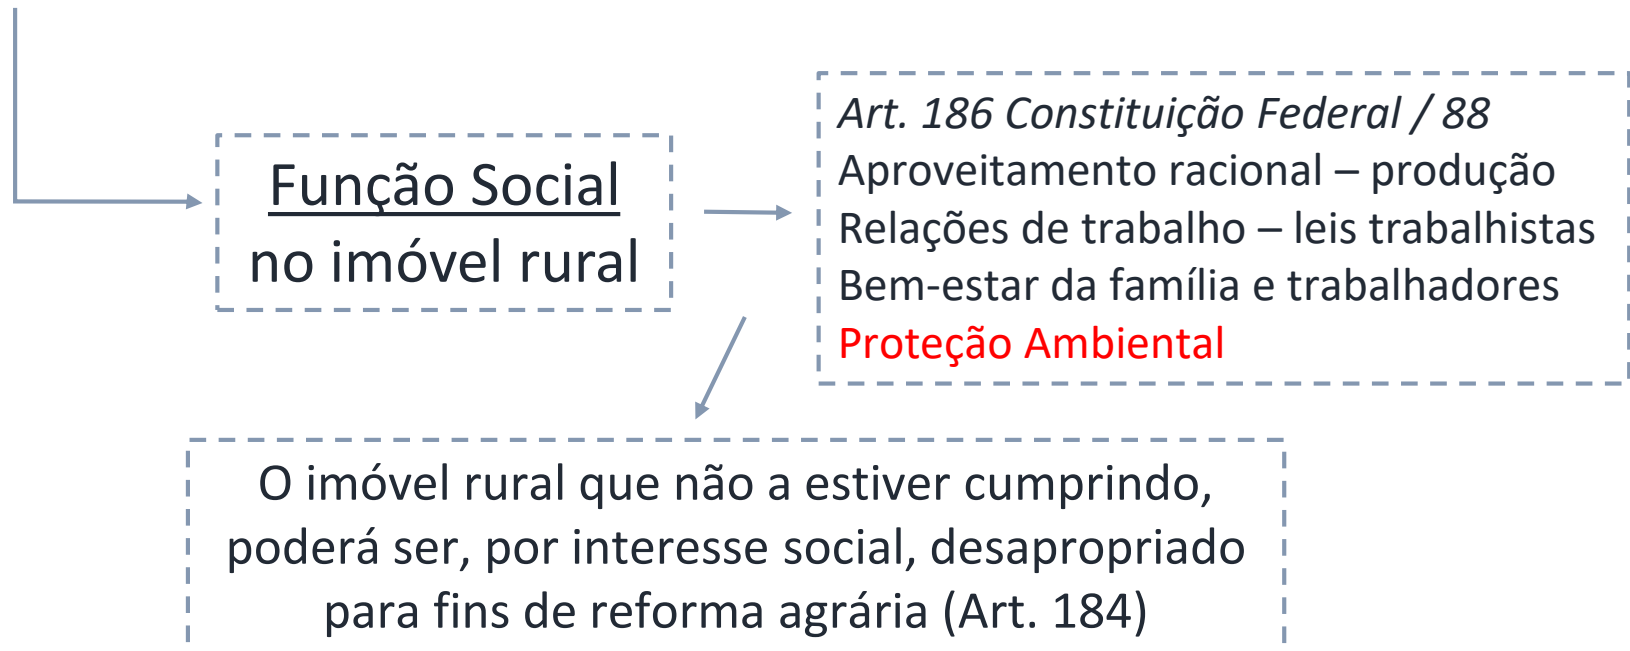 Função Social
no imóvel rural
Art. 186 Constituição Federal / 88
Aproveitamento racional – produção
Relações de trabalho – leis trabalhistas
Bem-estar da família e trabalhadores
Proteção Ambiental
O imóvel rural que não a estiver cumprindo,
poderá ser, por interesse social, desapropriado
para fins de reforma agrária (Art. 184)